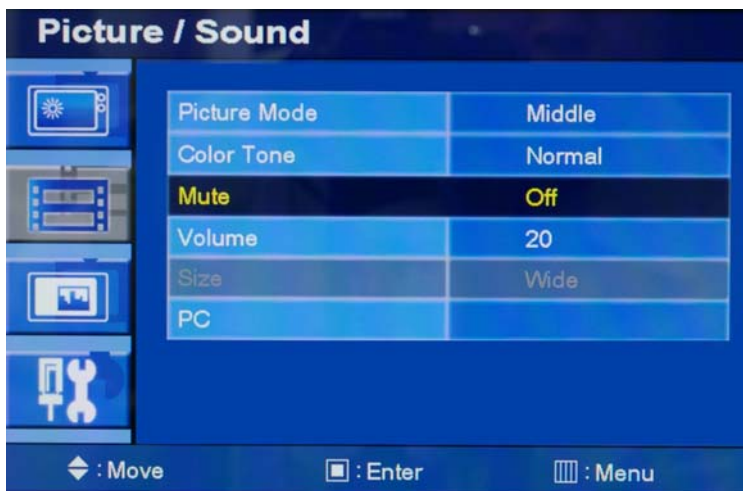 Picture / Sound
Picture Mode Middle
Color Tone Normal
Mute Off
Volume 20
Size Wide
PC
: Move : Enter : Menu